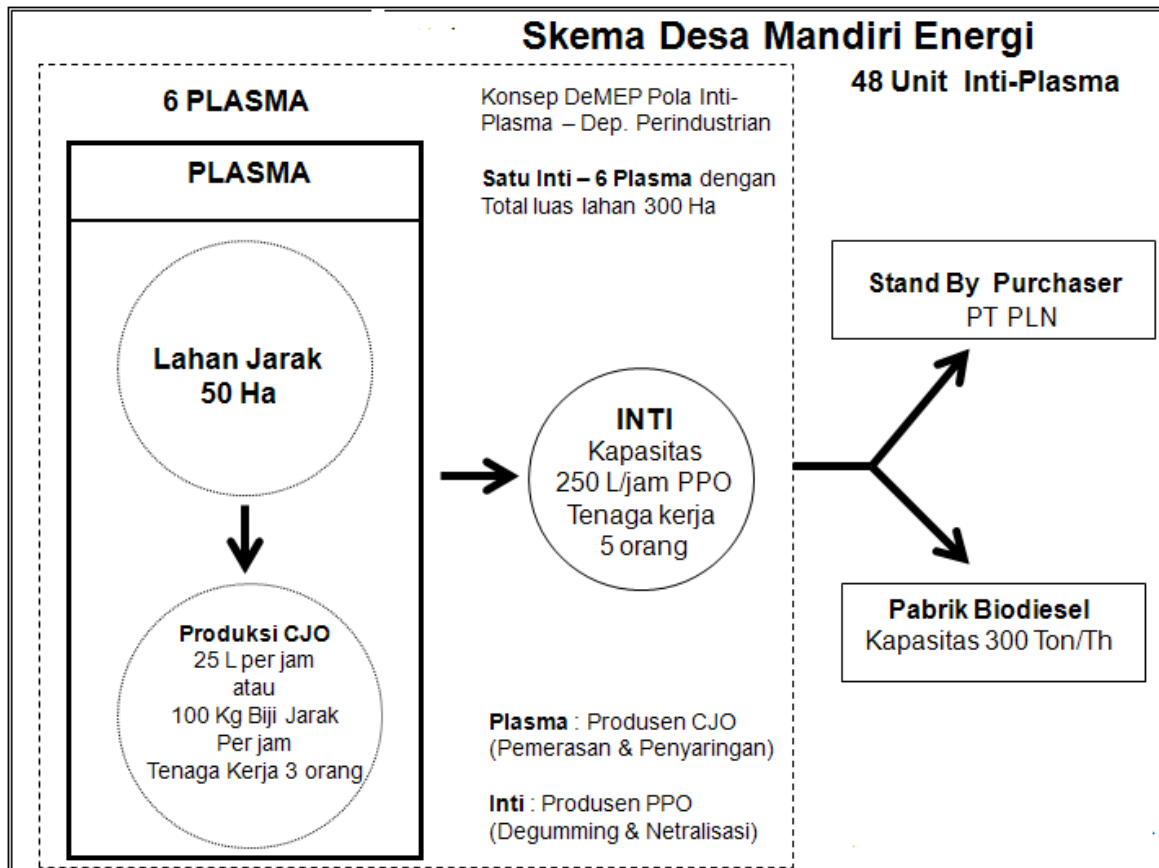 Skema Desa Mandiri Energi
48 Unit Inti-Plasma
6 PLASMA
PLASMA
Lahan Jarak
50 Ha
Produksi CJO
25 L per jam
atau
100 Kg Biji Jarak
Per jam
Tenaga Kerja 3 orang
Konsep DeMEP Pola Inti-
Plasma – Dep. Perindustrian
Satu Inti – 6 Plasma dengan
Total luas lahan 300 Ha
INTI
Kapasitas
250 L/jam PPO
Tenaga kerja
5 orang
Plasma : Produsen CJO
(Pemerasan & Penyaringan)
Inti : Produsen PPO
(Degumming & Netralisasi)
Stand By Purchaser
PT PLN
Pabrik Biodiesel
Kapasitas 300 Ton/Th